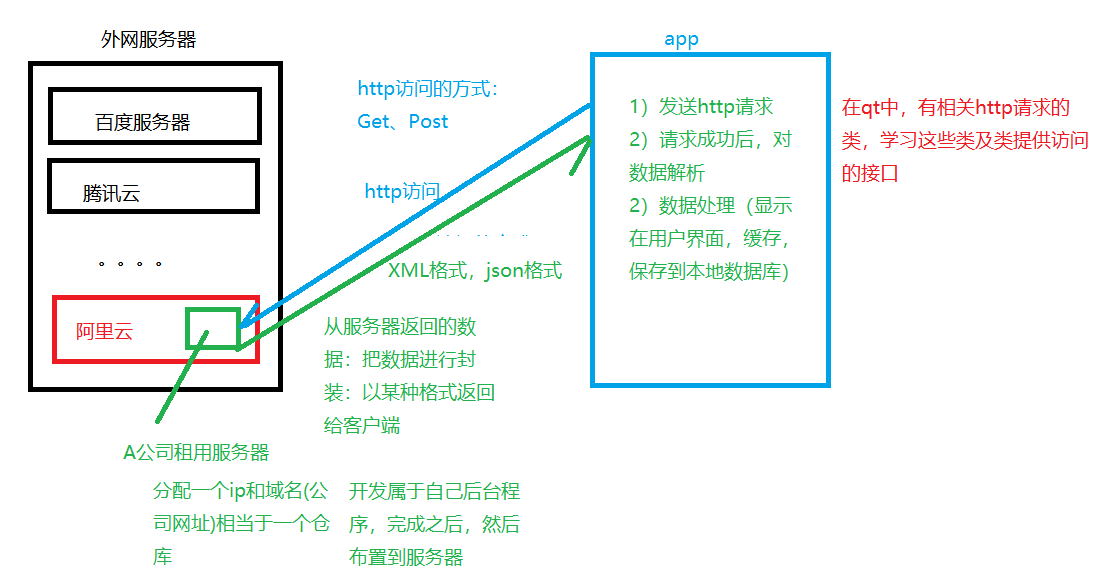 外网服务器
百度服务器
腾讯云
。。。。
阿里云
A公司租用服务器
分配一个ip和域名(公
司网址)相当于一个仓
库
开发属于自己后台程
序，完成之后，然后
布置到服务器
http访问的方式：
Get、Post
http访问
XML格式，json格式
从服务器返回的数
据：把数据进行封
装：以某种格式返回
给客户端
app
1）发送http请求
2）请求成功后，对
数据解析
2）数据处理（显示
在用户界面，缓存，
保存到本地数据库）
在qt中，有相关http请求的
类，学习这些类及类提供访问
的接口